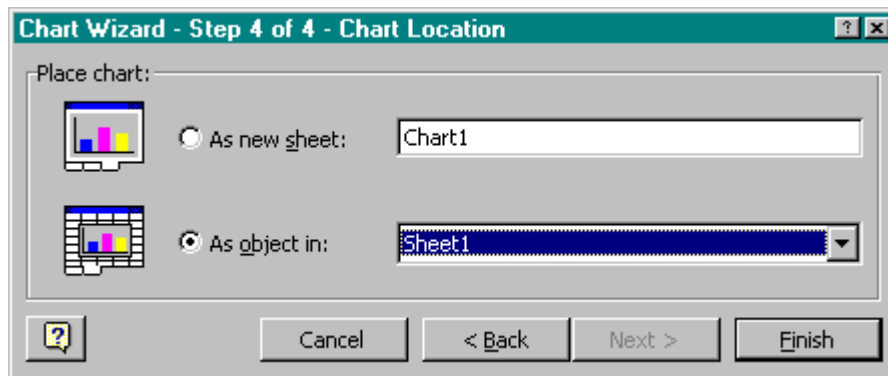 Chart Wizard - Step 4 of 4 - Chart Location
? x
Place chart:
As new sheet: Chart1
As object in: Sheet1
? Cancel < Back Next > Finish